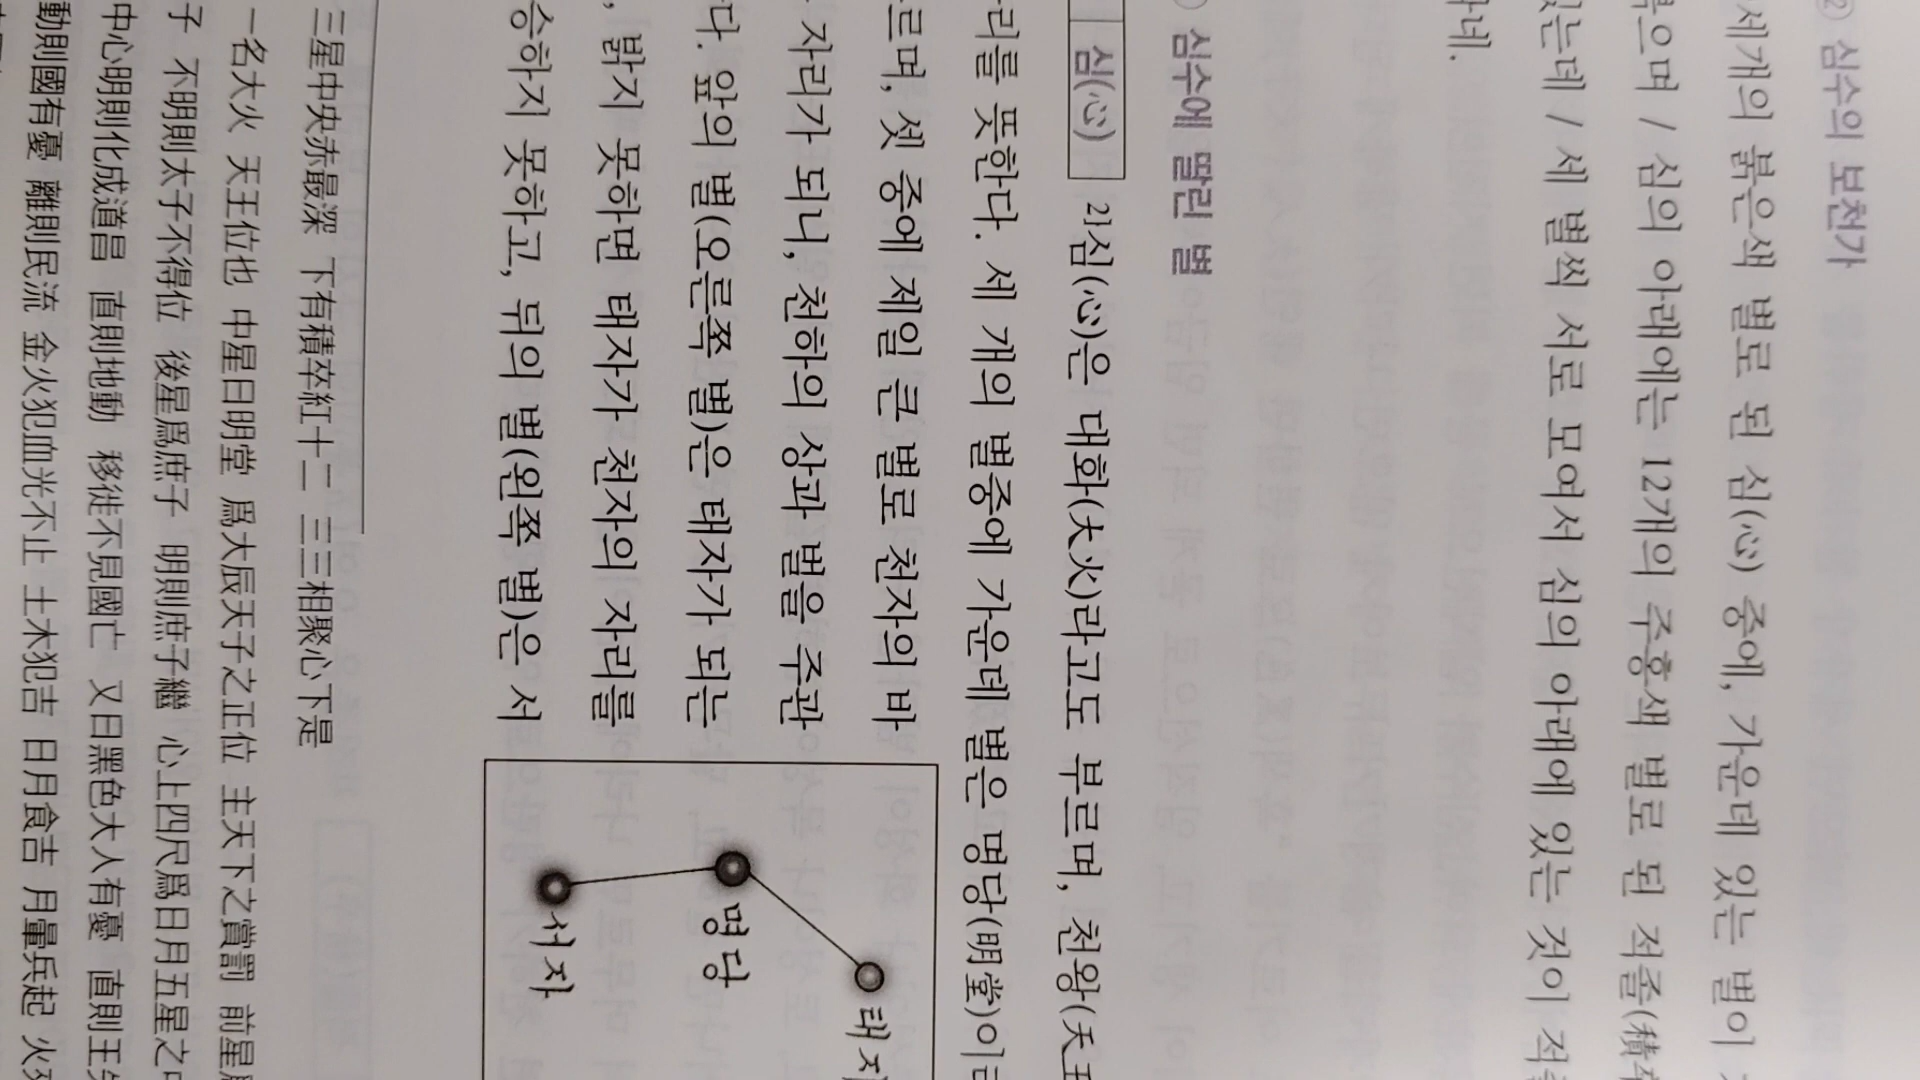 ② 심수의 보천가
세개의 붉은색 별로 된 심(心) 중에, 가운데 있는 별이
붉으며 / 심의 아래에는 12개의 주홍색 별로 된 적졸(積卒
있는데 / 세 별씩 서로 모여서 심의 아래에 있는 것이 적
네.
심수에 딸린 별
심(心) 2)심(心)은 대화(大火)라고도 부르며, 천왕(天王
리를 뜻한다. 세 개의 별중에 가운데 별은 명당(明堂)이
르며, 셋 중에 제일 큰 별로 천자의 바
자리가 되니, 천하의 상과 벌을 주관
다. 앞의 별(오른쪽 별)은 태자가 되는
, 밝지 못하면 태자가 천자의 자리를
승하지 못하고, 뒤의 별(왼쪽 별)은 서
태자
명당
서자
三星中央赤最深 下有積卒紅十二 三三相聚心下是
一名大火 天王位也 中星曰明堂 爲大辰天子之正位 主天下之賞罰 前星爲
子 不明則太子不得位 後星爲庶子 明則庶子繼 心上四尺爲日月五星之中
中心明則化成道昌 直則地動 移徙不見國亡 又曰黑色大人有憂 直則王失
動則國有憂 離則民流 金火犯血光不止 土木犯吉 日月食吉 月暈兵起 火